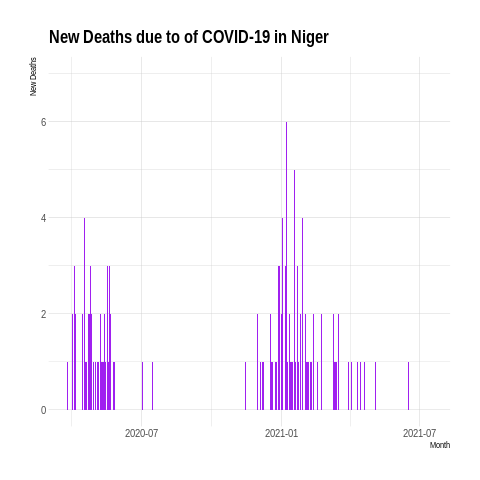 New Deaths due to of COVID-19 in Niger
New Deaths
6
4
2
0
2020-07 2021-01 2021-07
Month